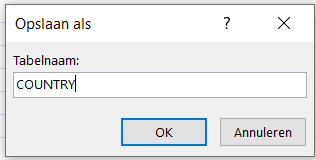 Opslaan als
?
Tabelnaam:
COUNTRY
OK
Annuleren